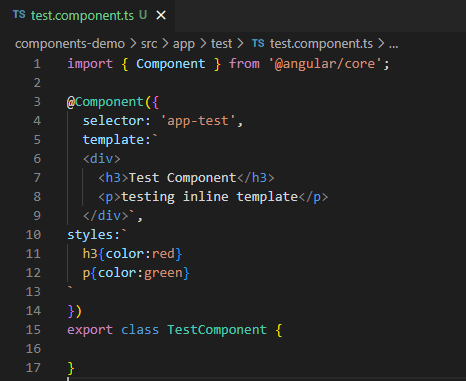 TS test.component.ts U ×
components-demo > src > app > test > TS test.component.ts > ...
1 import { Component } from '@angular/core';
2
3 @Component({
4   selector: 'app-test',
5   template:`
6   <div>
7     <h3>Test Component</h3>
8     <p>testing inline template</p>
9   </div>`,
10 styles:`
11   h3{color:red}
12   p{color:green}
13 `
14 })
15 export class TestComponent {
16
17 }